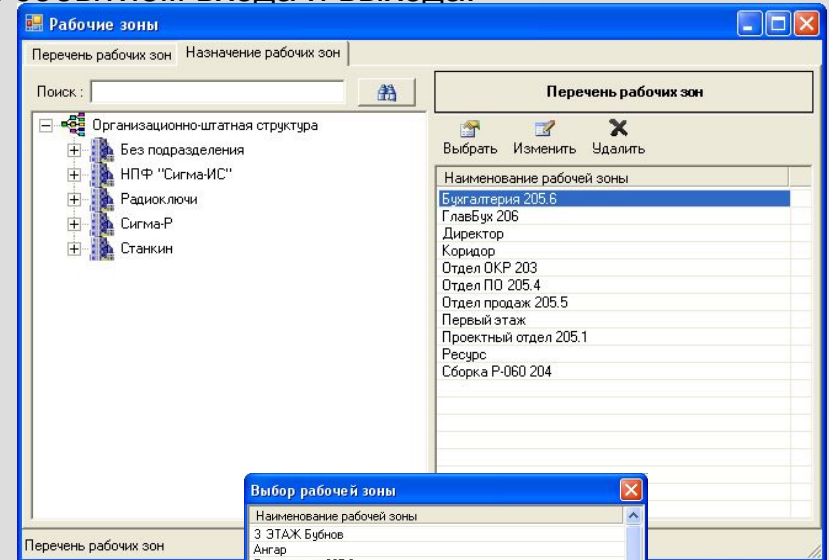 событиям входа и выхода.
Рабочие зоны
Перечень рабочих зон Назначение рабочих зон
Поиск :
Перечень рабочих зон
Организационно-штатная структура
Без подразделения
НПФ "Сигма-ИС"
Радиоключи
Сигма-Р
Станкин
Выбрать Изменить Удалить
Наименование рабочей зоны
Бухгалтерия 205.6
ГлавБух 206
Директор
Коридор
Отдел ОКР 203
Отдел ПО 205.4
Отдел продаж 205.5
Первый этаж
Проектный отдел 205.1
Ресурс
Сборка Р-060 204
Выбор рабочей зоны
Наименование рабочей зоны
3 ЭТАЖ Бубнов
Ангар
Перечень рабочих зон